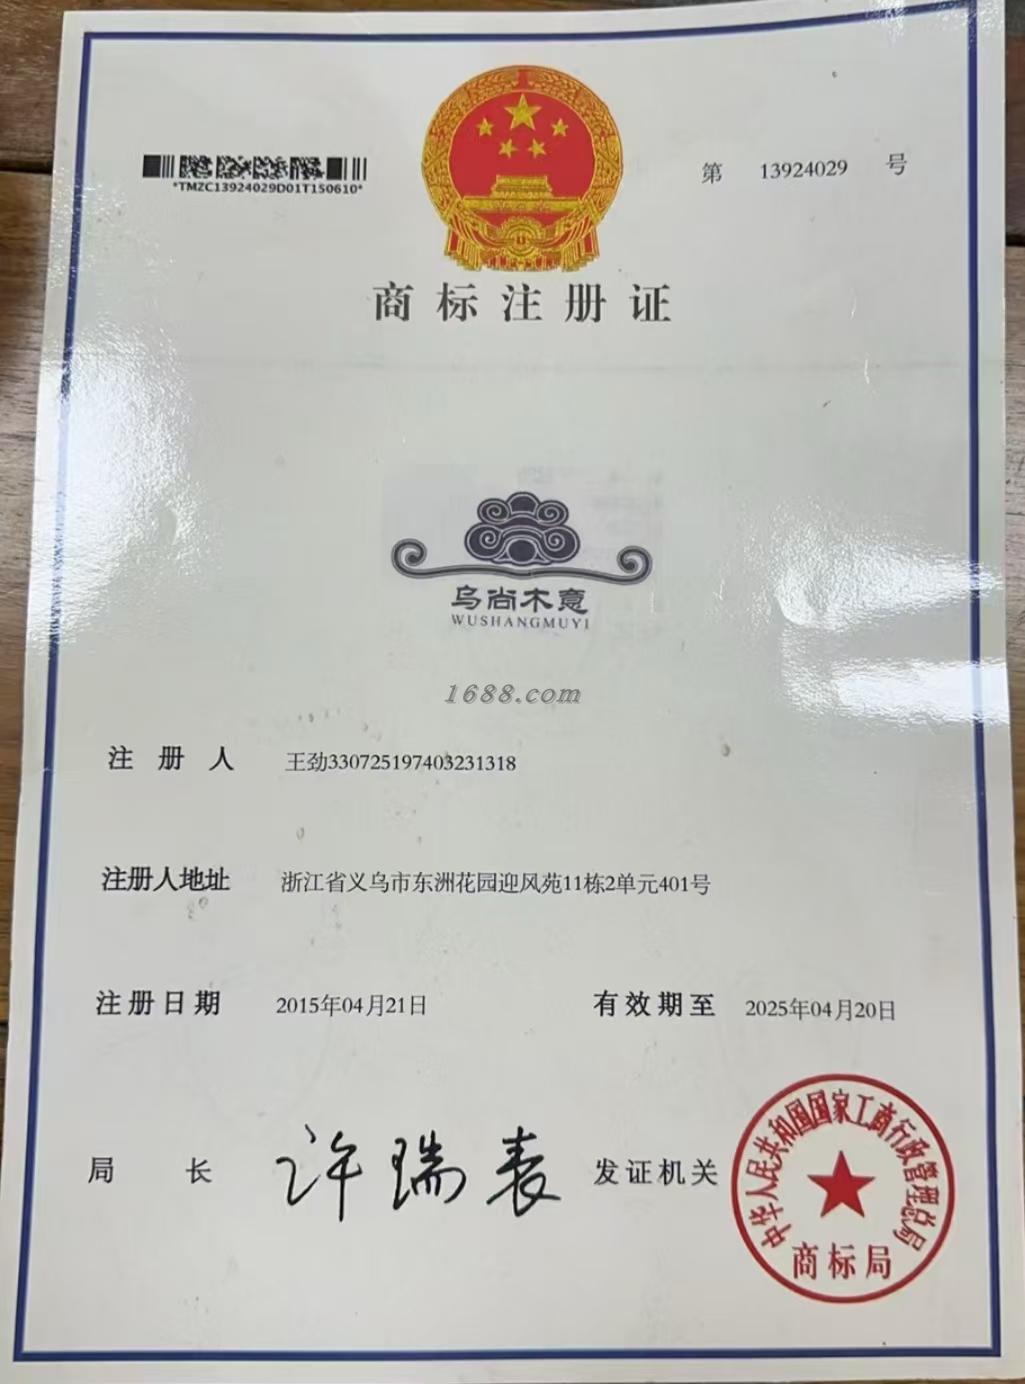 *TMZC13924029D01T150610*
第 13924029 号
商标注册证
乌尚木意
WUSHANGMUYI
1688.com
注册人 王劲330725197403231318
注册人地址 浙江省义乌市东洲花园迎风苑11栋2单元401号
注册日期 2015年04月21日 有效期至 2025年04月20日
局长 许瑞表 发证机关
中华人民共和国国家工商行政管理总局
商标局